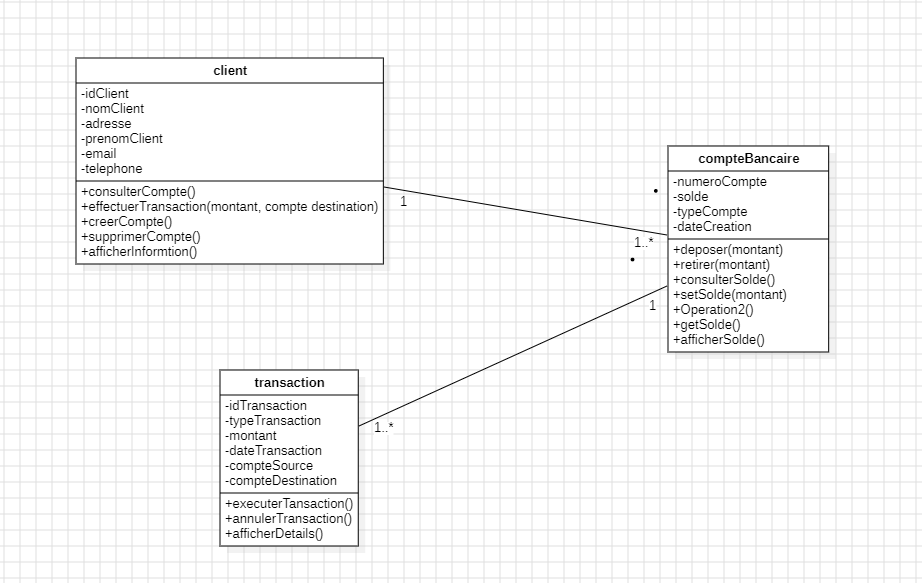 client
-idClient
-nomClient
-adresse
-prenomClient
-email
-telephone
+consulterCompte()
+effectuerTransaction(montant, compte destination)
+creerCompte()
+supprimerCompte()
+afficherInformtion()
1
1..*
compteBancaire
-numeroCompte
-solde
-typeCompte
-dateCreation
+deposer(montant)
+retirer(montant)
+consulterSolde()
+setSolde(montant)
+Operation2()
+getSolde()
+afficherSolde()
1
1..*
transaction
-idTransaction
-typeTransaction
-montant
-dateTransaction
-compteSource
-compteDestination
+executerTansaction()
+annulerTransaction()
+afficherDetails()